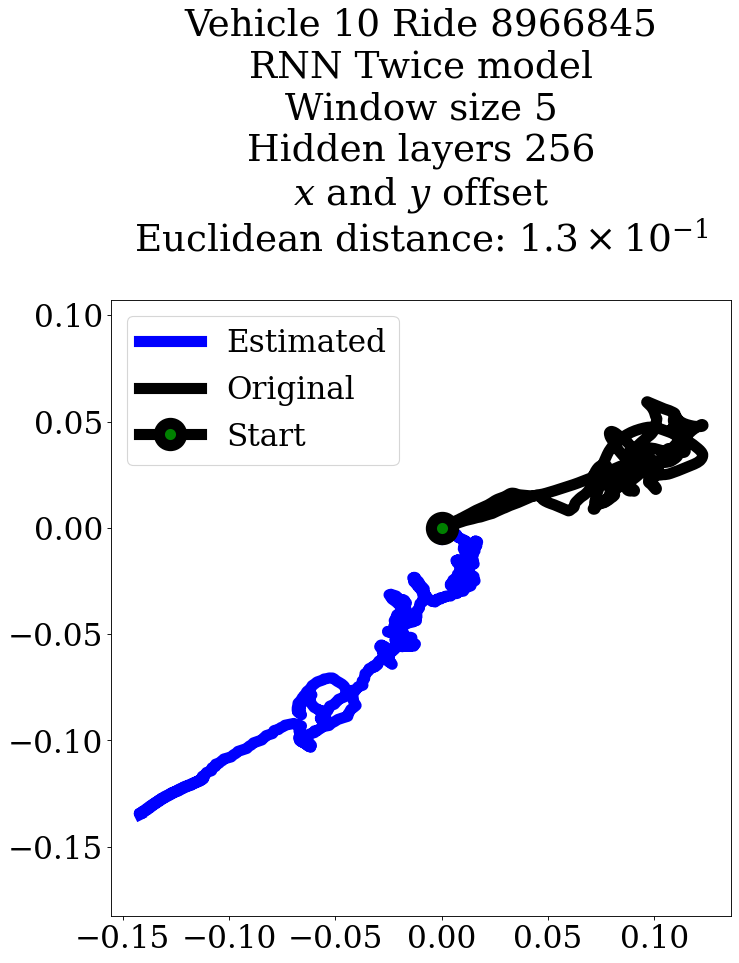 Vehicle 10 Ride 8966845
RNN Twice model
Window size 5
Hidden layers 256
x and y offset
Euclidean distance: 1.3 × 10⁻¹
Estimated
Original
Start
0.10
0.05
0.00
−0.05
−0.10
−0.15
−0.15 −0.10 −0.05 0.00 0.05 0.10